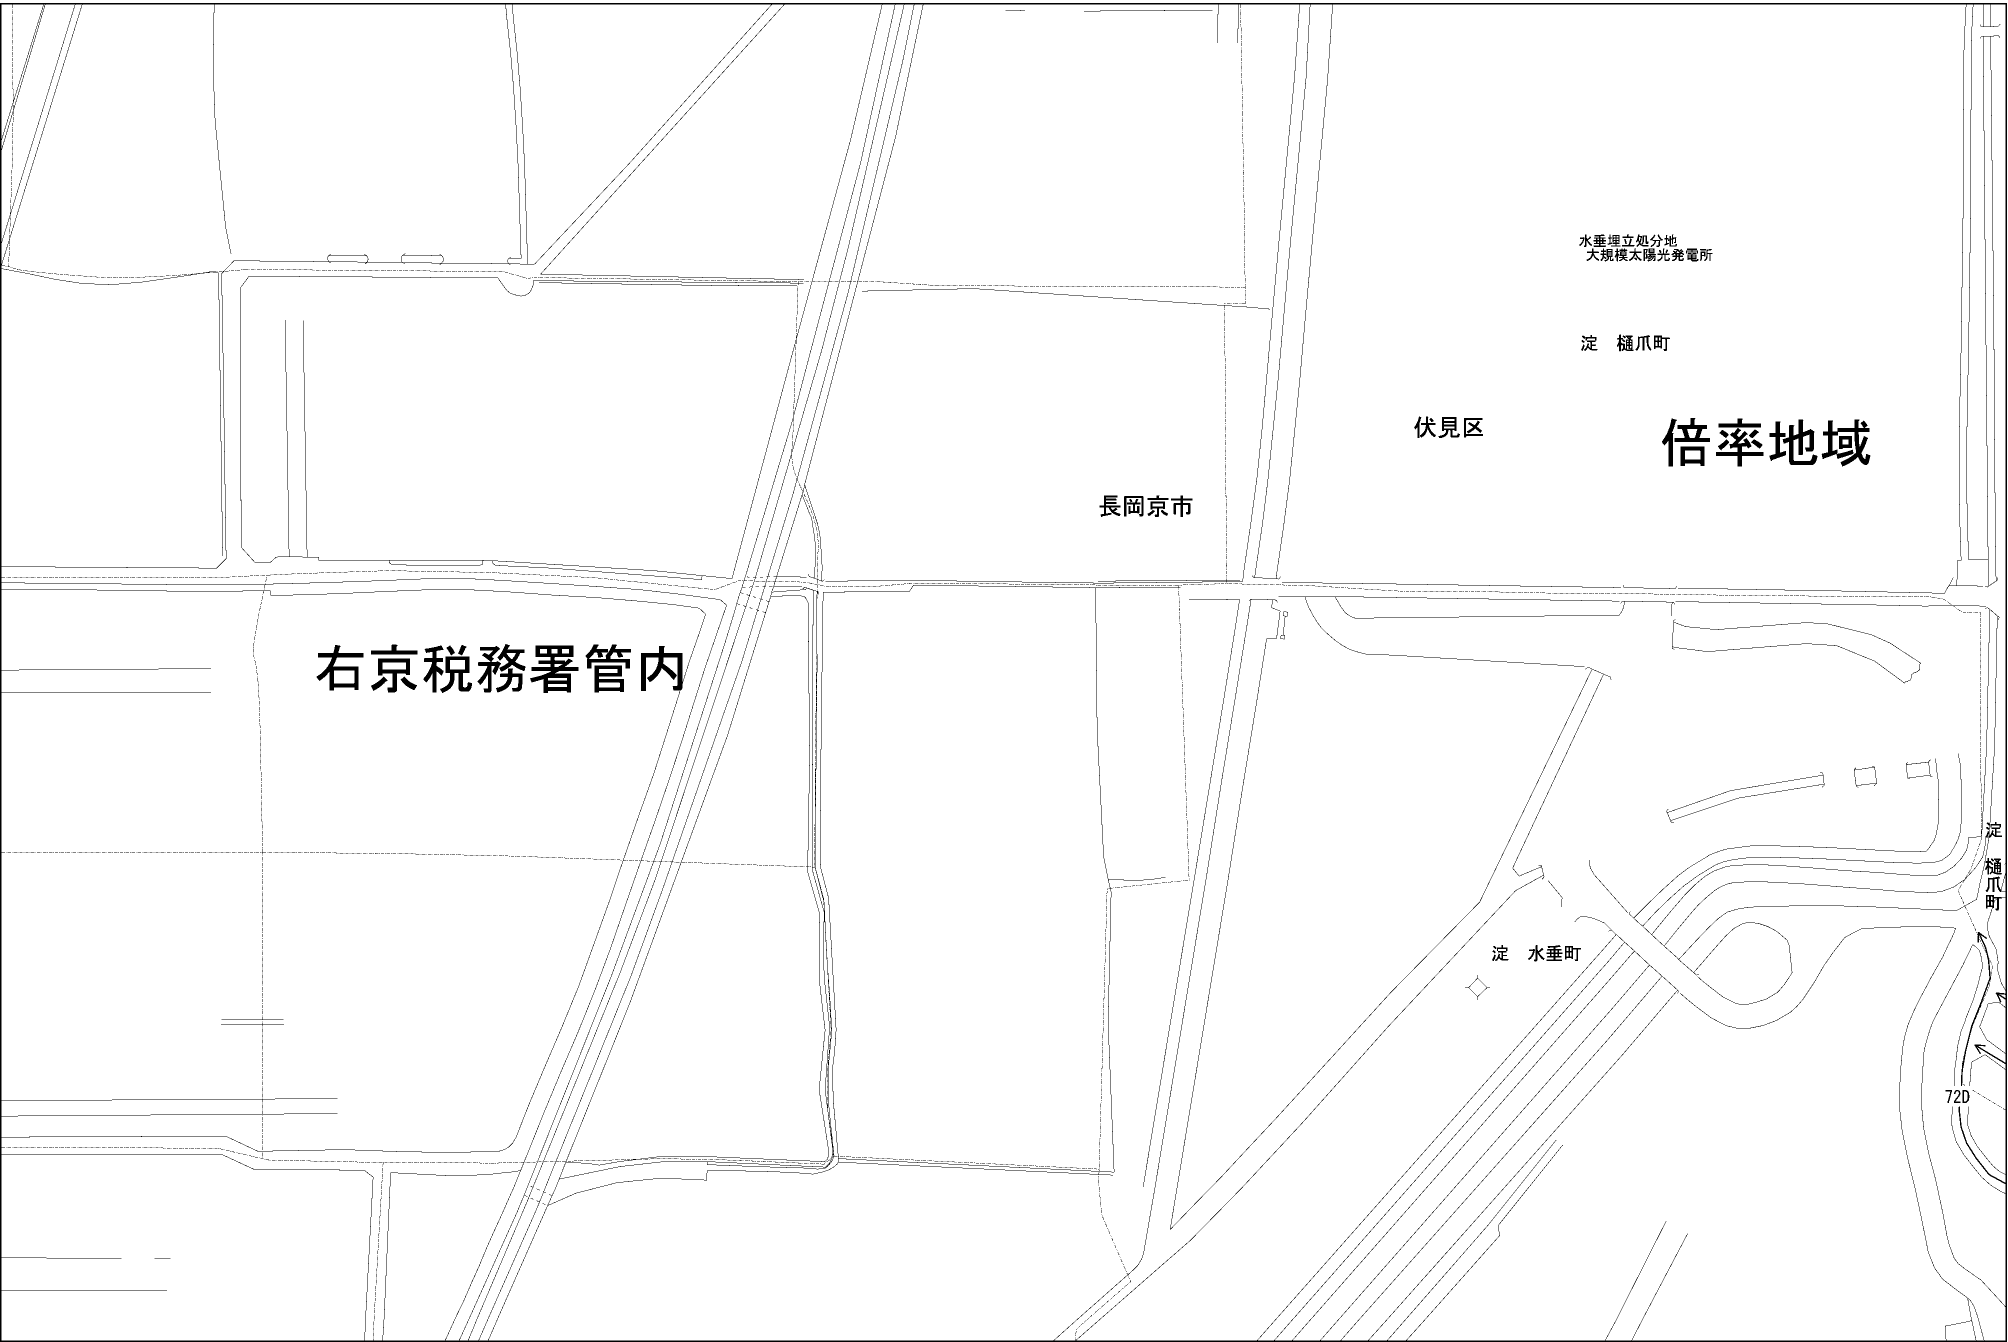 水垂埋立処分地
大規模太陽光発電所
淀　樋爪町
伏見区
倍率地域
長岡京市
右京税務署管内
淀　樋爪町
淀　水垂町
72D